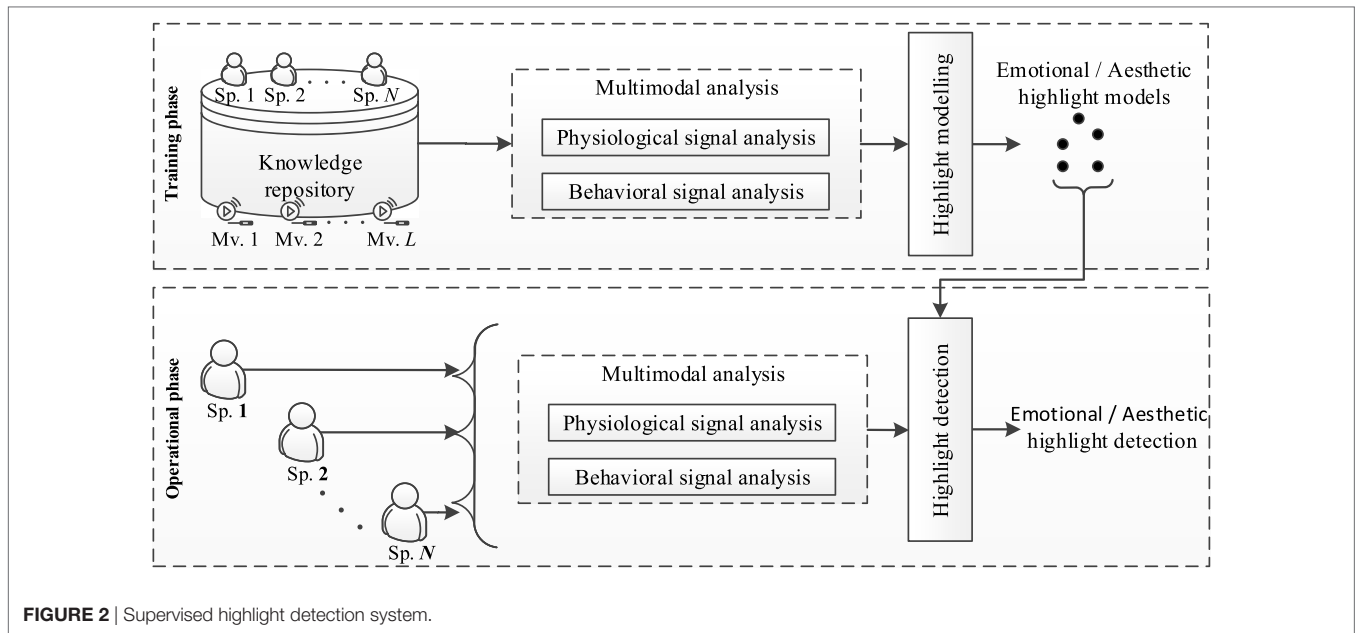 Training phase
Sp. 1 Sp. 2 Sp. N
Knowledge
repository
Mv. 1 Mv. 2 Mv. L
Multimodal analysis
Physiological signal analysis
Behavioral signal analysis
Highlight modelling
Emotional / Aesthetic
highlight models
Operational phase
Sp. 1
Sp. 2
Sp. N
Multimodal analysis
Physiological signal analysis
Behavioral signal analysis
Highlight detection
Emotional / Aesthetic
highlight detection
FIGURE 2 | Supervised highlight detection system.